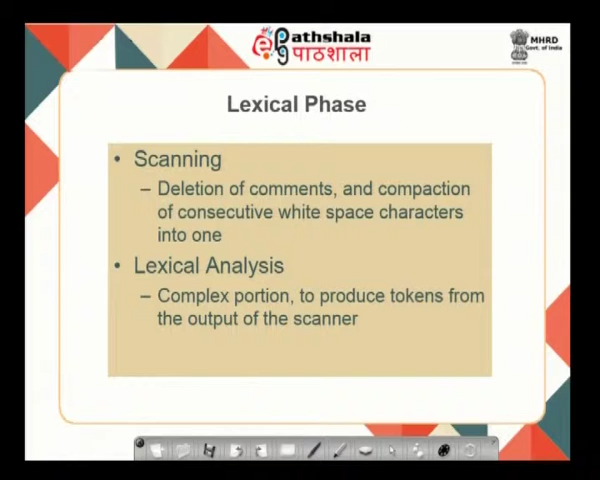 Pathshala
पाठशाला
MHRD
Govt. of India
Lexical Phase
• Scanning
– Deletion of comments, and compaction
of consecutive white space characters
into one
• Lexical Analysis
– Complex portion, to produce tokens from
the output of the scanner